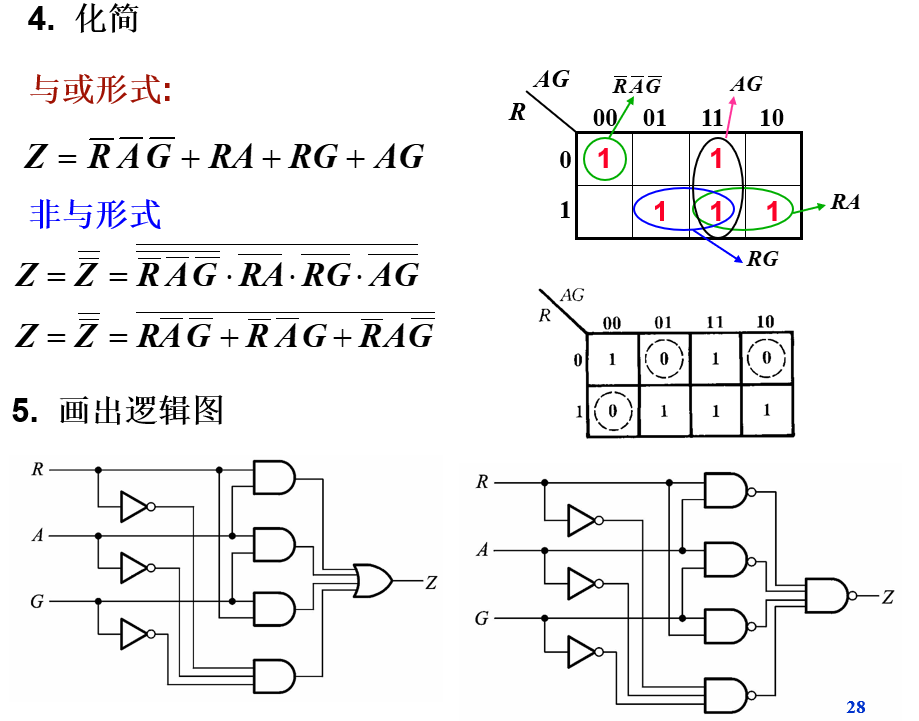 4. 化简
与或形式:
$Z = \overline{R}\,\overline{A}\,\overline{G} + RA + RG + AG$
非与形式
$Z = \overline{\overline{Z}} = \overline{\overline{\overline{R}\,\overline{A}\,\overline{G}} \cdot \overline{RA} \cdot \overline{RG} \cdot \overline{AG}}$
$Z = \overline{\overline{Z}} = \overline{R\overline{A}\,\overline{G} + \overline{R}\,\overline{A}G + \overline{R}A\overline{G}}$
AG
R
$\overline{R}\,\overline{A}\,\overline{G}$
AG
00 01 11 10
0 1 1
1 1 1 1
RA
RG
AG
R
00 01 11 10
0 1 0 1 0
1 0 1 1 1
5. 画出逻辑图
R
A
G
Z
R
A
G
Z
28